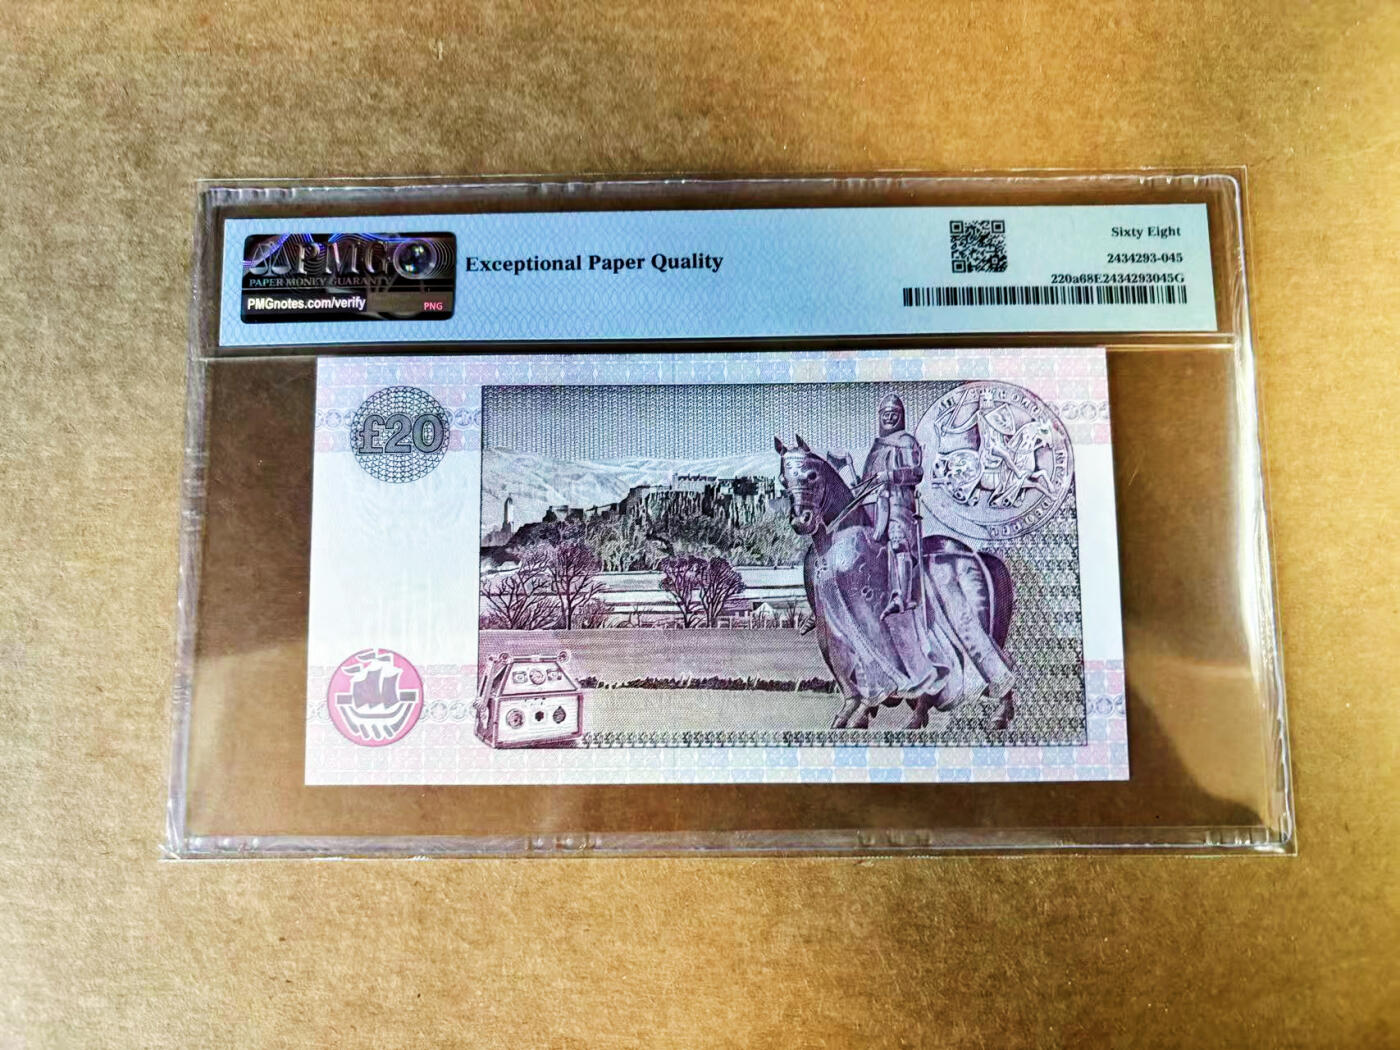 PMG
PAPER MONEY GUARANTY
PMGnotes.com/verify
PNG
Exceptional Paper Quality
Sixty Eight
2434293-045
220a68E2434293045G
£20